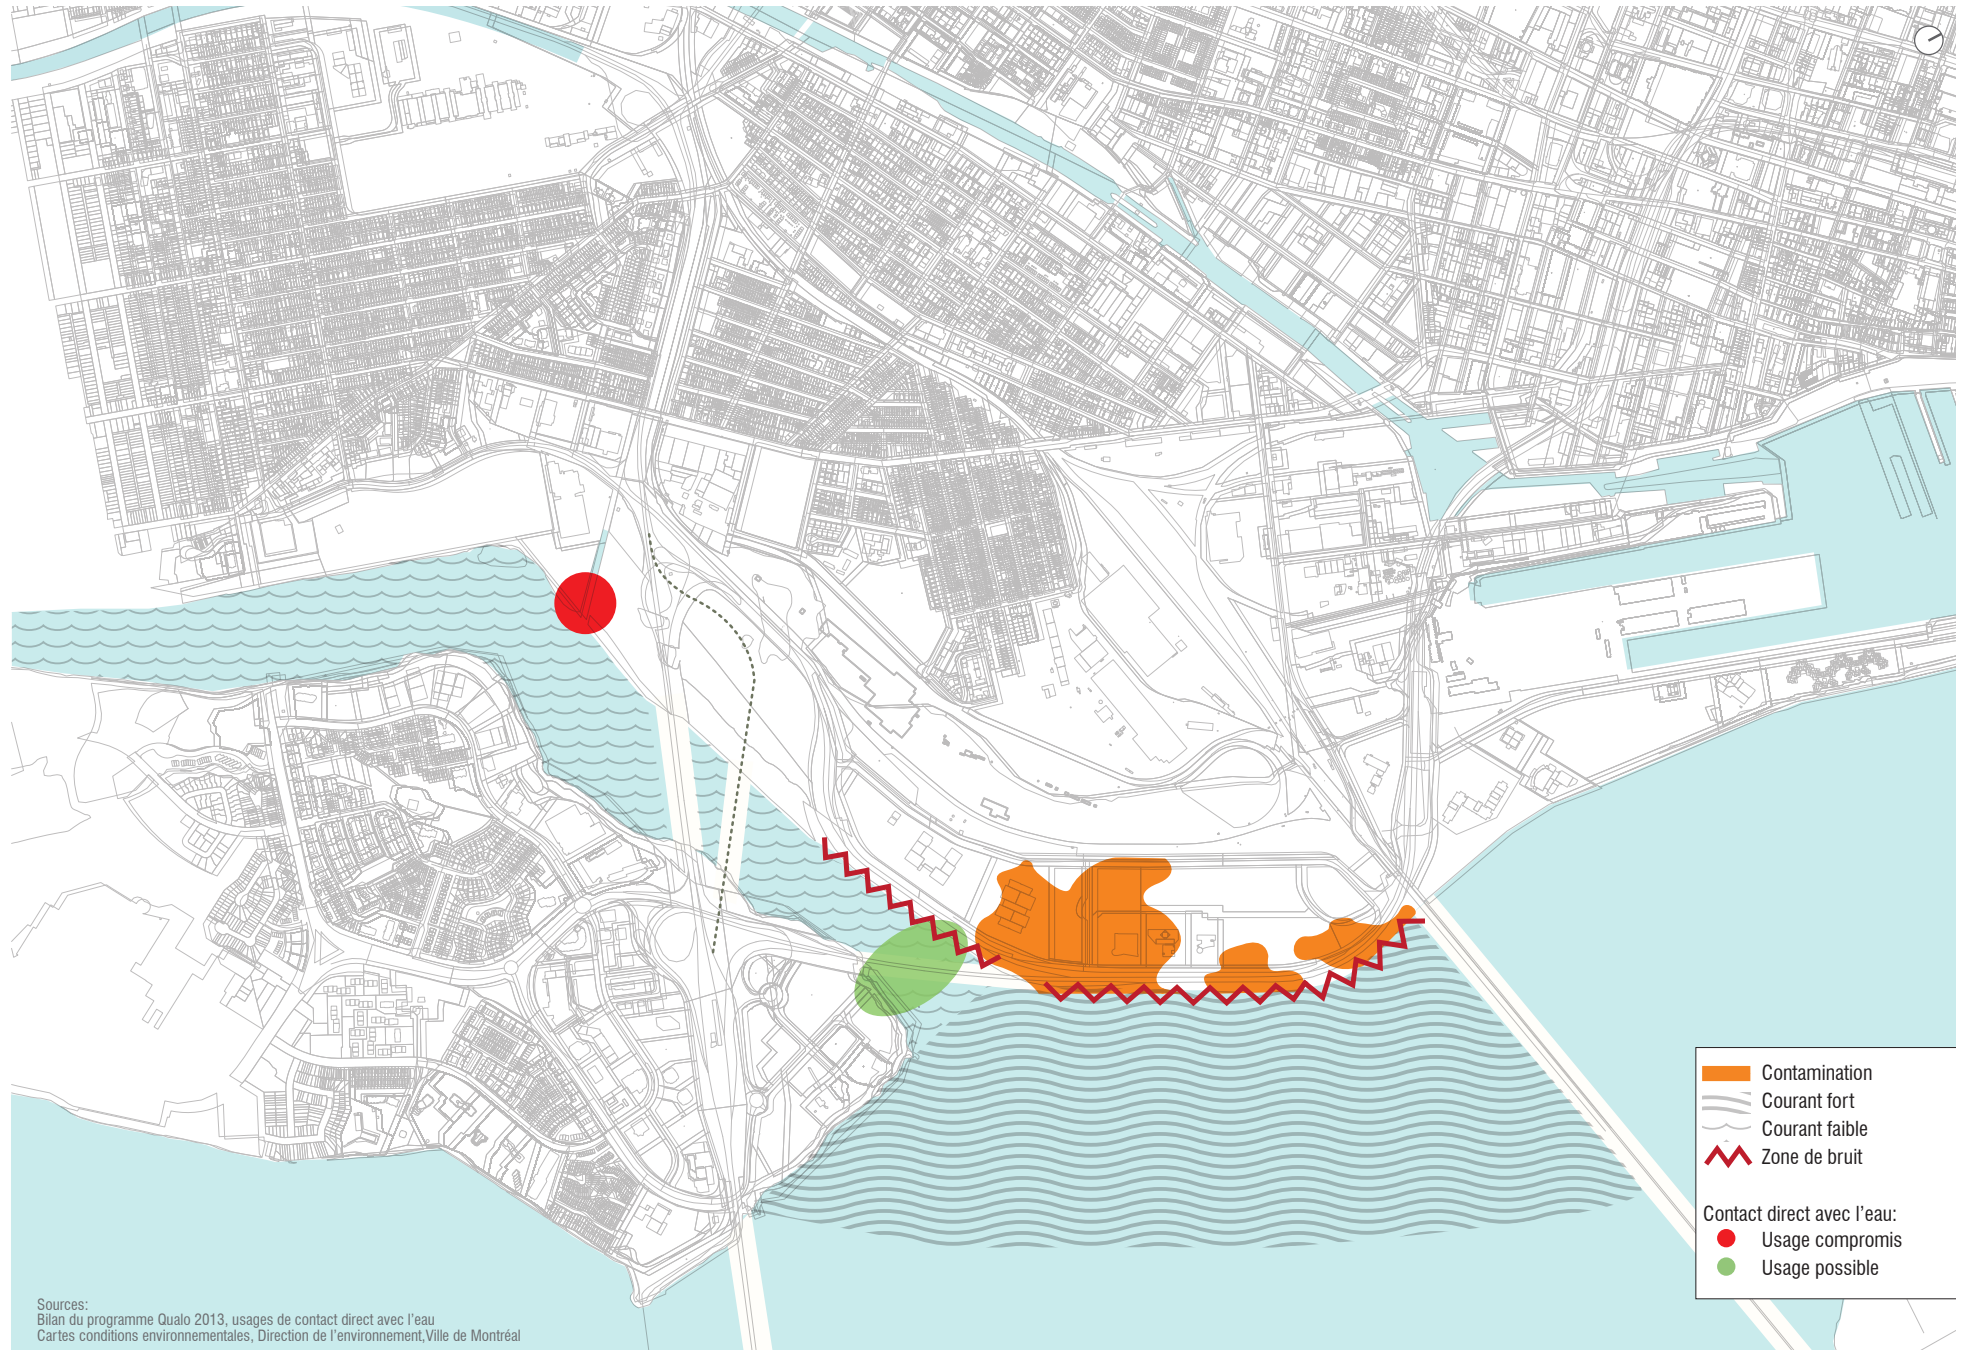 Contamination
Courant fort
Courant faible
Zone de bruit
Contact direct avec l'eau:
Usage compromis
Usage possible
Sources:
Bilan du programme Qualo 2013, usages de contact direct avec l'eau
Cartes conditions environnementales, Direction de l'environnement,Ville de Montréal